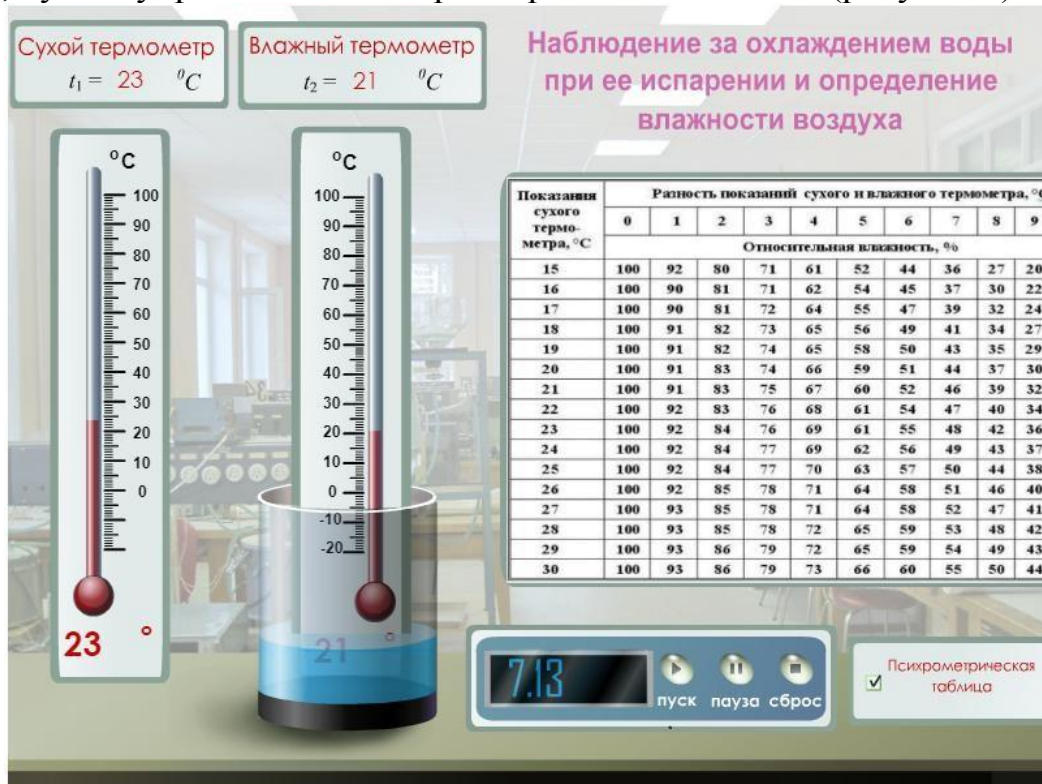 Сухой термометр
t₁ = 23 ⁰C
Влажный термометр
t₂ = 21 ⁰C
Наблюдение за охлаждением воды
при ее испарении и определение
влажности воздуха
⁰C
100
90
80
70
60
50
40
30
20
10
0
23 °
⁰C
100
90
80
70
60
50
40
30
20
10
0
-10
-20
21 °
Показания сухого термо-метра, °C
Разность показаний сухого и влажного термометра, °C
0 1 2 3 4 5 6 7 8 9
Относительная влажность, %
15 100 92 80 71 61 52 44 36 27 20
16 100 90 81 71 62 54 45 37 30 22
17 100 90 81 72 64 55 47 39 32 24
18 100 91 82 73 65 56 49 41 34 27
19 100 91 82 74 65 58 50 43 35 29
20 100 91 83 74 66 59 51 44 37 30
21 100 91 83 75 67 60 52 46 39 32
22 100 92 83 76 68 61 54 47 40 34
23 100 92 84 76 69 61 55 48 42 36
24 100 92 84 77 69 62 56 49 43 37
25 100 92 84 77 70 63 57 50 44 38
26 100 92 85 78 71 64 58 51 46 40
27 100 93 85 78 71 64 58 52 47 41
28 100 93 85 78 72 65 59 53 48 42
29 100 93 86 79 72 65 59 54 49 43
30 100 93 86 79 73 66 60 55 50 44
7.13
пуск пауза сброс
Психрометрическая
таблица